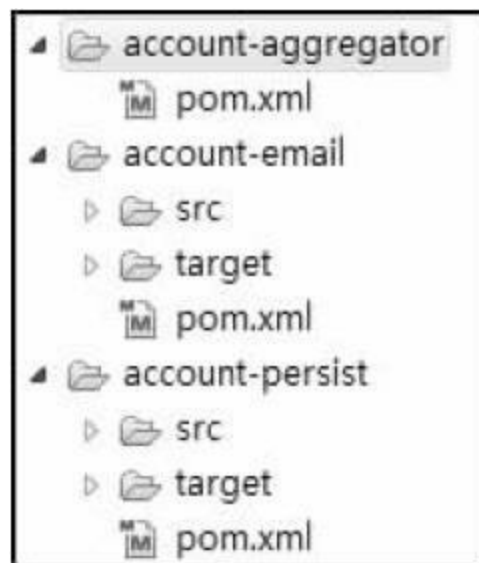 account-aggregator
pom.xml
account-email
src
target
pom.xml
account-persist
src
target
pom.xml